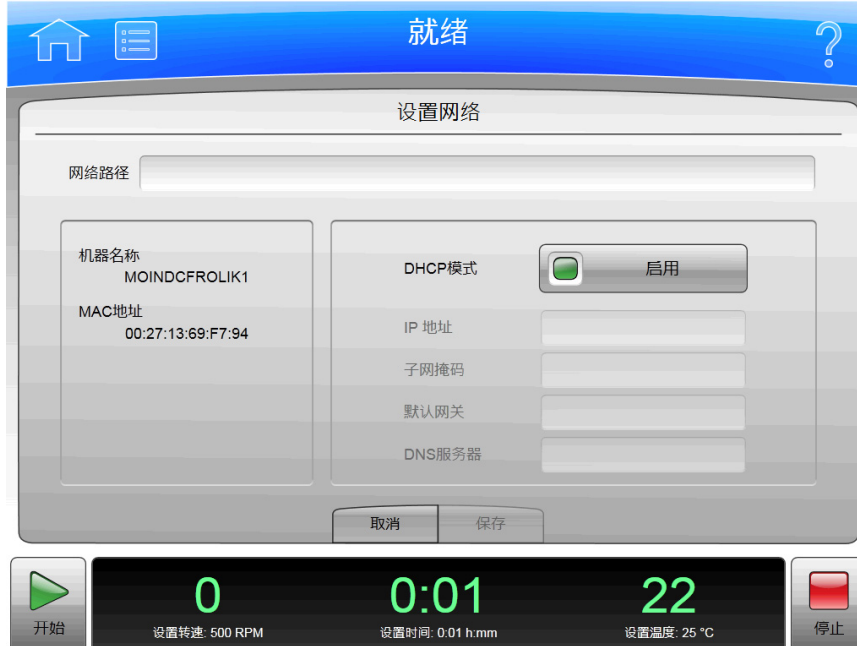 就绪
设置网络
网络路径
机器名称
MOINDCFROLIK1
MAC地址
00:27:13:69:F7:94
DHCP模式
启用
IP 地址
子网掩码
默认网关
DNS服务器
取消
保存
开始
0
设置转速: 500 RPM
0:01
设置时间: 0:01 h:mm
22
设置温度: 25 °C
停止